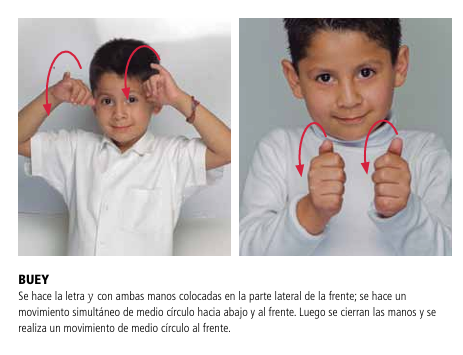 BUEY
Se hace la letra y con ambas manos colocadas en la parte lateral de la frente; se hace un
movimiento simultáneo de medio círculo hacia abajo y al frente. Luego se cierran las manos y se
realiza un movimiento de medio círculo al frente.